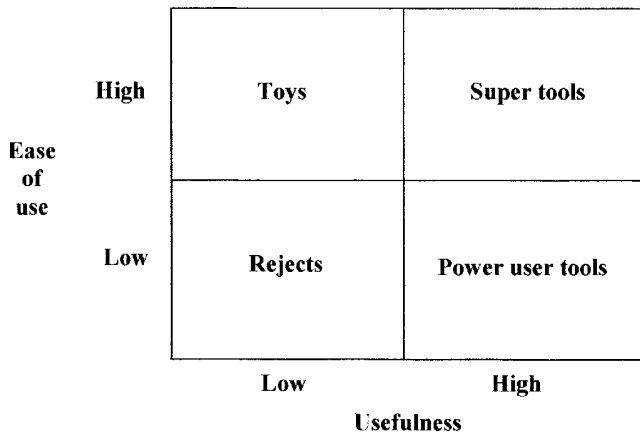 High Toys Super tools
Ease
of
use
Low Rejects Power user tools
Low High
Usefulness